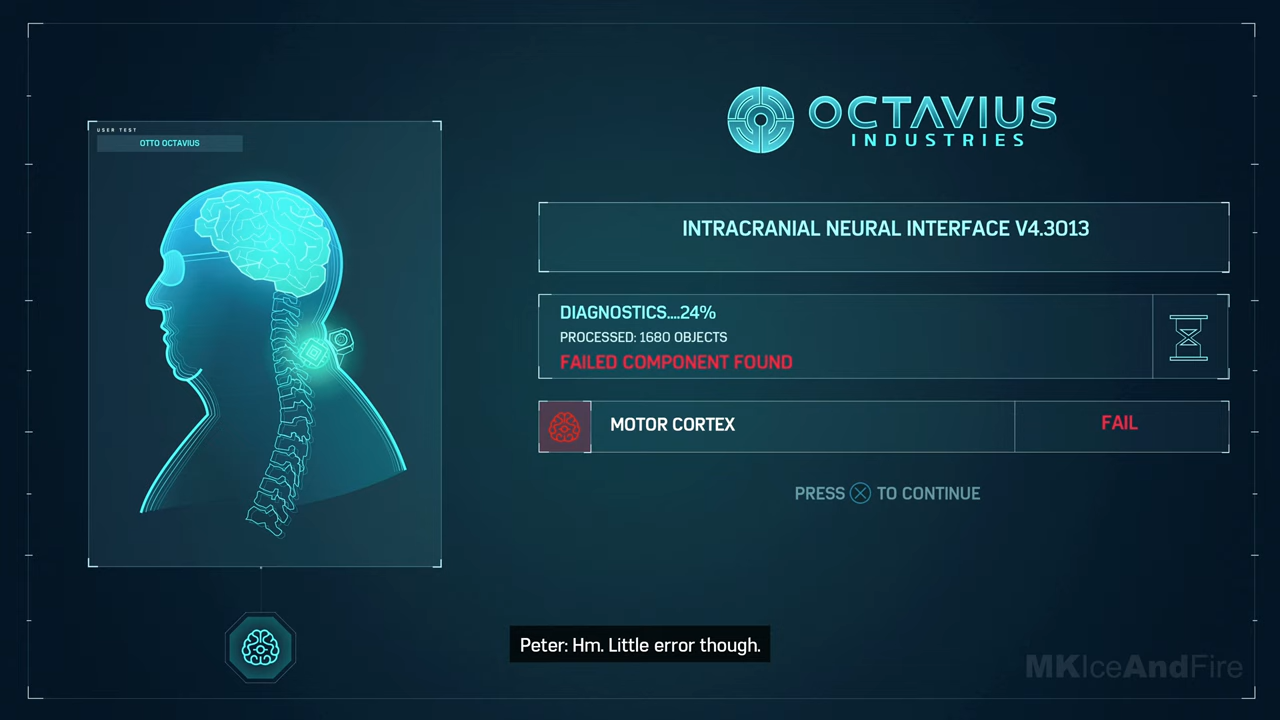 USER TEST
OTTO OCTAVIUS
OCTAVIUS
INDUSTRIES
INTRACRANIAL NEURAL INTERFACE V4.3013
DIAGNOSTICS....24%
PROCESSED: 1680 OBJECTS
FAILED COMPONENT FOUND
MOTOR CORTEX
FAIL
PRESS TO CONTINUE
Peter: Hm. Little error though.
MKIceAndFire